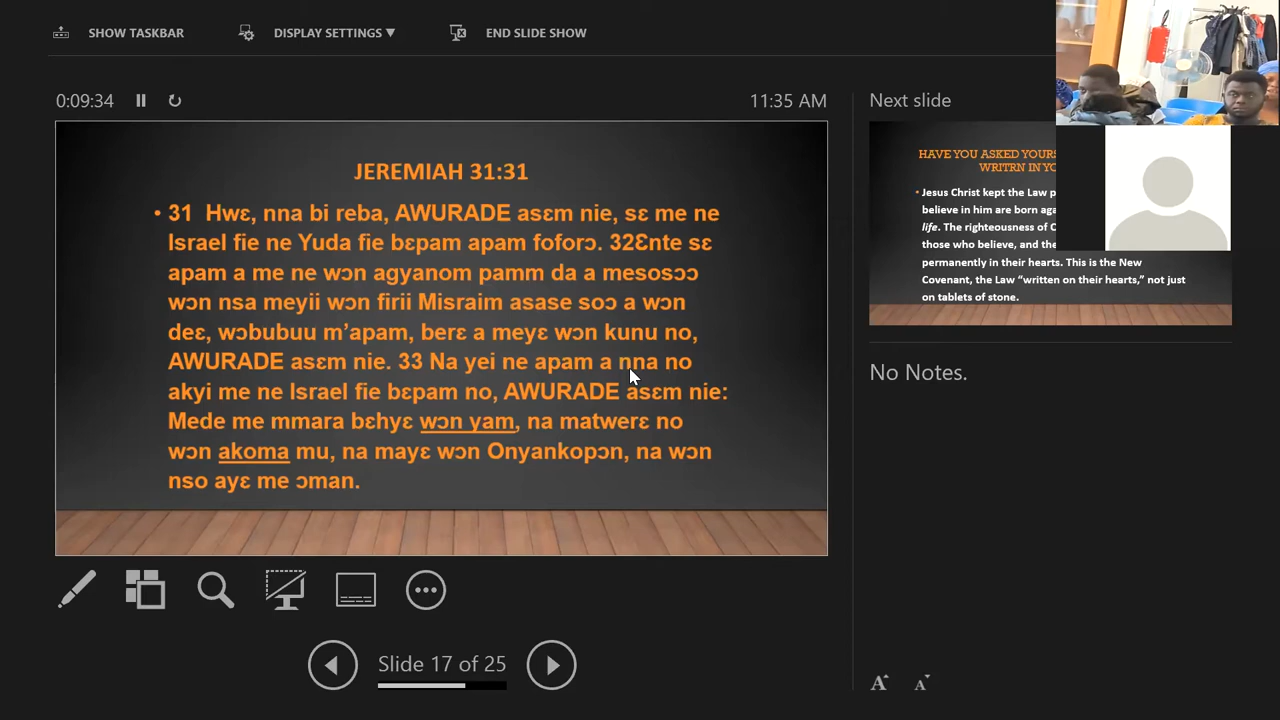 SHOW TASKBAR
DISPLAY SETTINGS ▼
END SLIDE SHOW
0:09:34
11:35 AM
Next slide
JEREMIAH 31:31
• 31 Hwɛ, nna bi reba, AWURADE asɛm nie, sɛ me ne
Israel fie ne Yuda fie bɛpam apam foforɔ. 32Ɛnte sɛ
apam a me ne wɔn agyanom pamm da a mesosɔɔ
wɔn nsa meyii wɔn firii Misraim asase soɔ a wɔn
deɛ, wɔbubuu m’apam, berɛ a meyɛ wɔn kunu no,
AWURADE asɛm nie. 33 Na yei ne apam a nna no
akyi me ne Israel fie bɛpam no, AWURADE asɛm nie:
Mede me mmara bɛhyɛ wɔn yam, na matwerɛ no
wɔn akoma mu, na mayɛ wɔn Onyankopɔn, na wɔn
nso ayɛ me ɔman.
HAVE YOU ASKED
WRITRN IN
• Jesus Christ kept the Law
believe in him are born
life. The righteousness of
those who believe, and
permanently in their hearts. This is the New
Covenant, the Law “written on their hearts,” not just
on tablets of stone.
No Notes.
Slide 17 of 25
A A